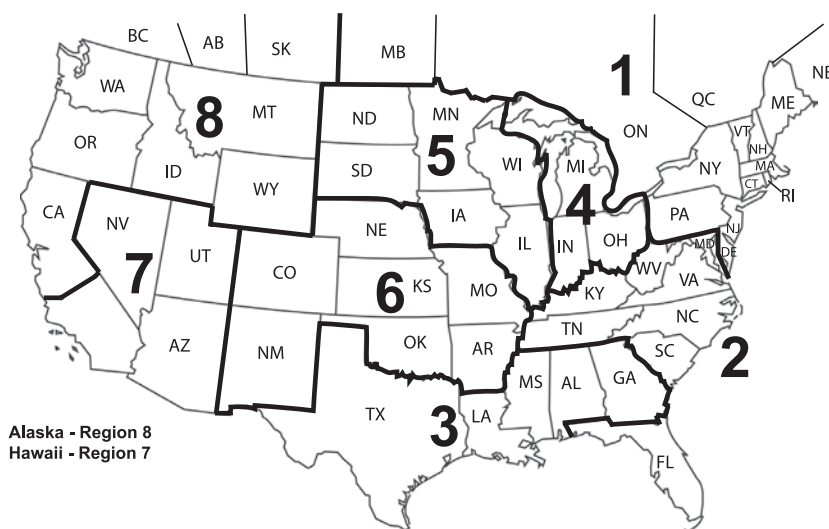 BC
AB
SK
MB
1
NB
QC
ON
WA
MT
ND
MN
ME
VT
NH
OR
8
5
WI
MI
NY
MA
CT
RI
ID
SD
WY
4
PA
NJ
CA
NV
IA
NE
IL
IN
OH
MD
DE
UT
CO
7
6
KS
MO
WV
VA
KY
NC
TN
AZ
NM
OK
AR
SC
2
MS
AL
GA
TX
3
LA
FL
Alaska - Region 8
Hawaii - Region 7